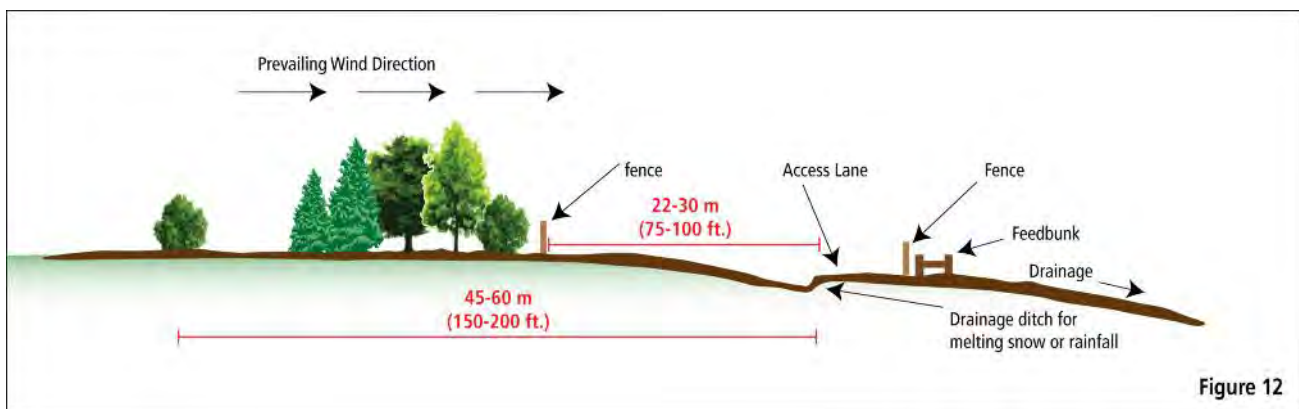 Prevailing Wind Direction
fence
22-30 m
(75-100 ft.)
Access Lane
Fence
Feedbunk
Drainage
45-60 m
(150-200 ft.)
Drainage ditch for
melting snow or rainfall
Figure 12